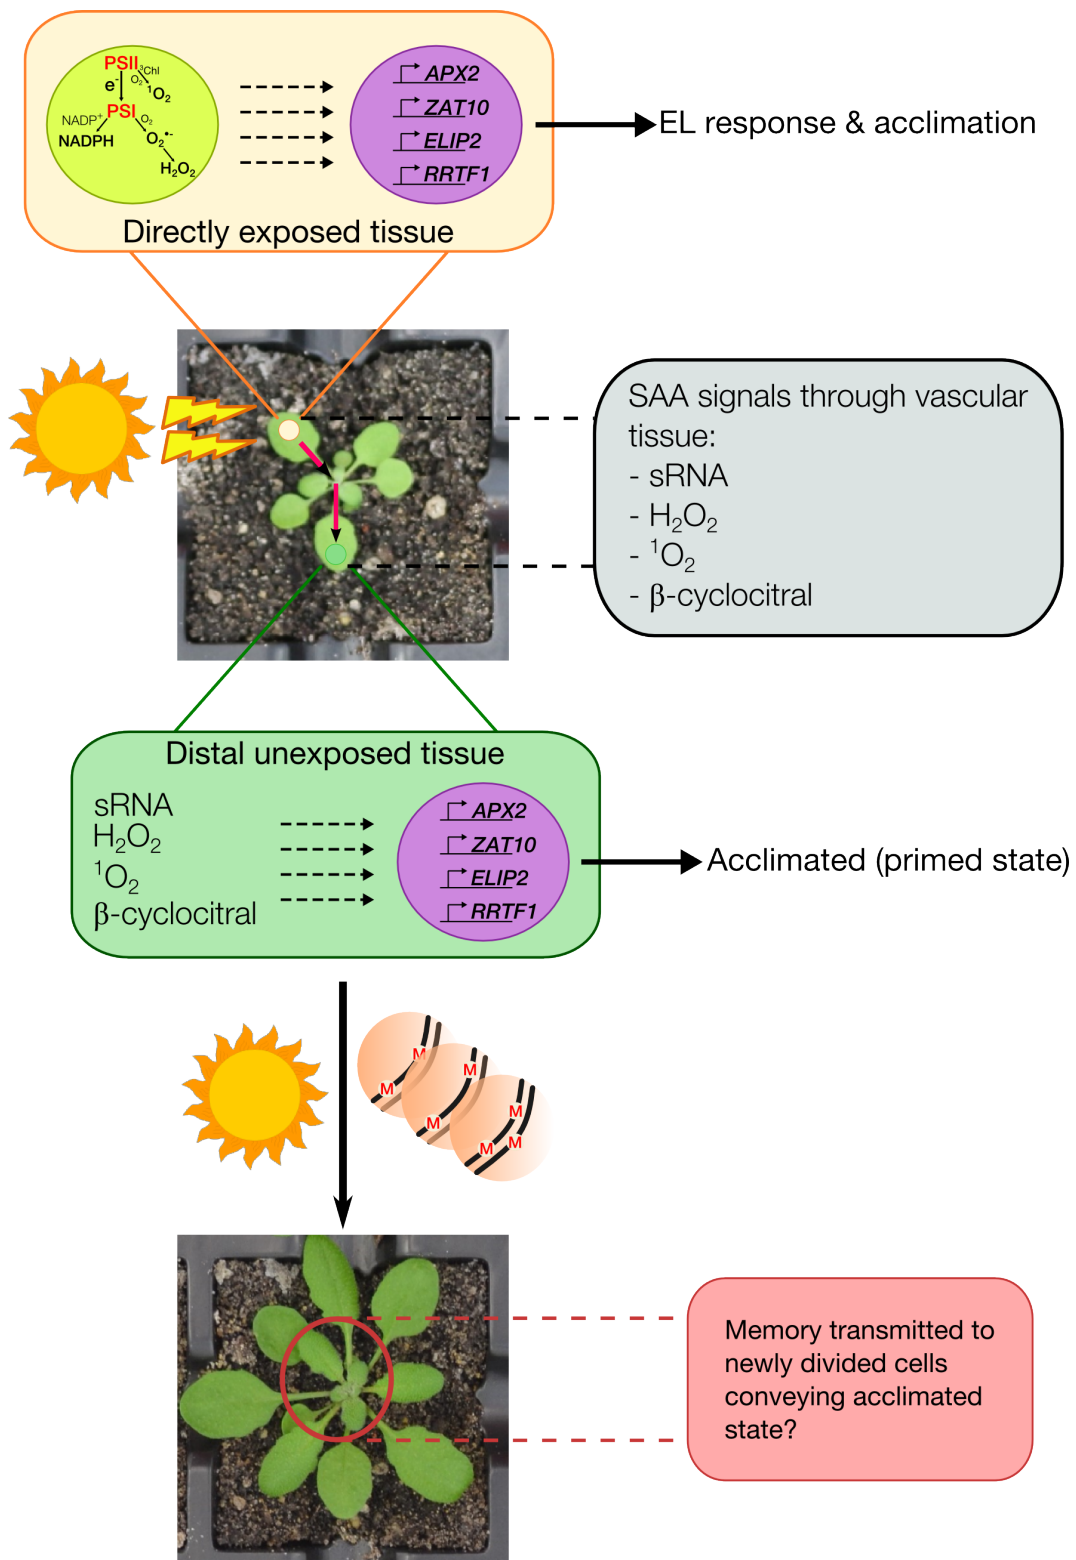 PSII
³Chl
O₂
¹O₂
e⁻
PSI
O₂
NADP⁺
NADPH
O₂•⁻
H₂O₂
APX2
ZAT10
ELIP2
RRTF1
EL response & acclimation
Directly exposed tissue
SAA signals through vascular
tissue:
- sRNA
- H₂O₂
- ¹O₂
- β-cyclocitral
Distal unexposed tissue
sRNA
H₂O₂
¹O₂
β-cyclocitral
APX2
ZAT10
ELIP2
RRTF1
Acclimated (primed state)
M
M
M
M
M
M
M
Memory transmitted to
newly divided cells
conveying acclimated
state?